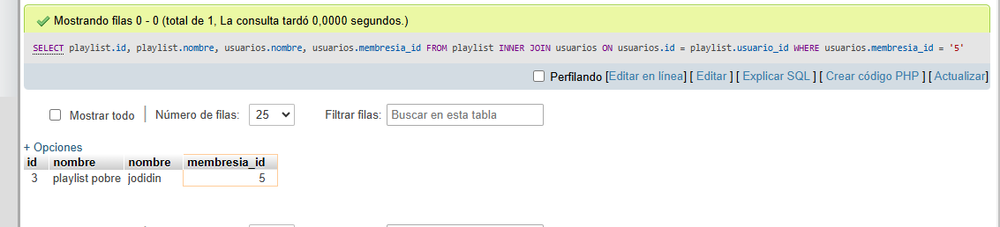 Mostrando filas 0 - 0 (total de 1, La consulta tardó 0,0000 segundos.)
SELECT playlist.id, playlist.nombre, usuarios.nombre, usuarios.membresia_id FROM playlist INNER JOIN usuarios ON usuarios.id = playlist.usuario_id WHERE usuarios.membresia_id = '5'
Perfilando [Editar en línea] [ Editar ] [ Explicar SQL ] [ Crear código PHP ] [ Actualizar]
Mostrar todo | Número de filas: 25 Filtrar filas: Buscar en esta tabla
+ Opciones
id nombre nombre membresia_id
3 playlist pobre jodidin 5